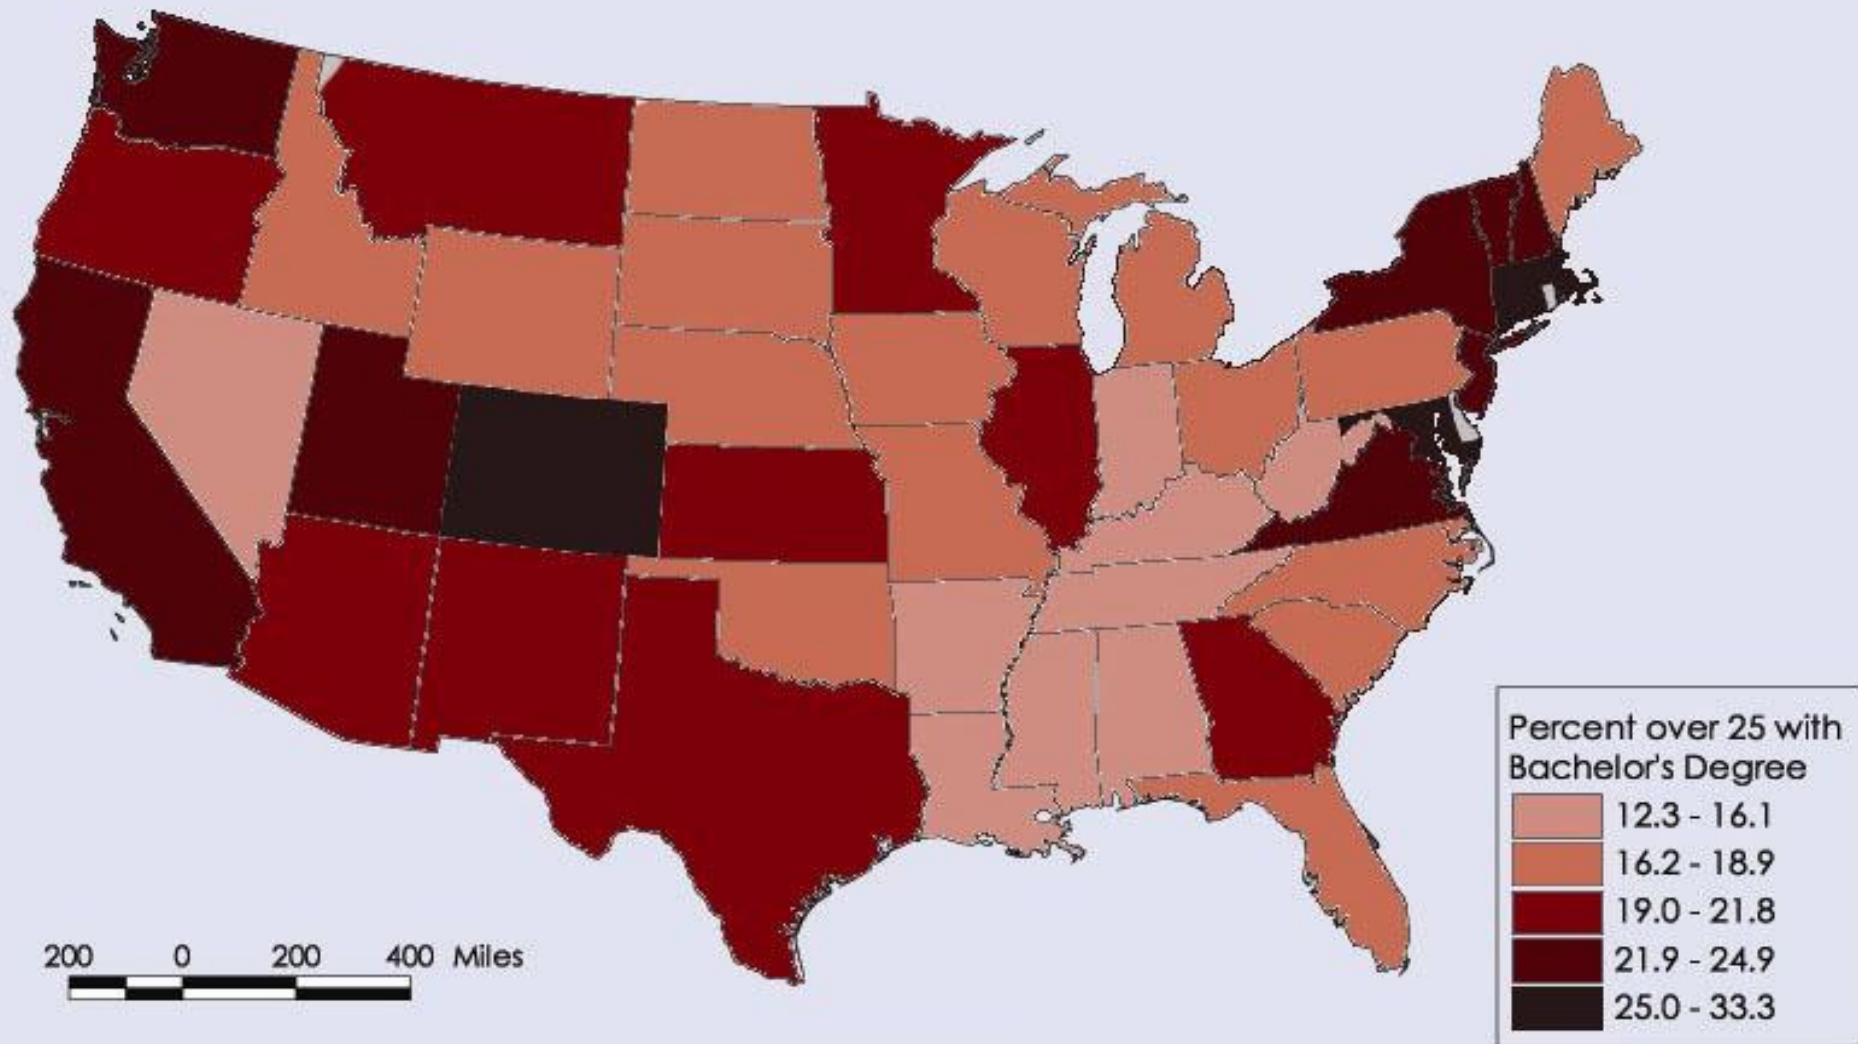 Percent over 25 with
Bachelor's Degree
12.3 - 16.1
16.2 - 18.9
19.0 - 21.8
21.9 - 24.9
25.0 - 33.3
200 0 200 400 Miles